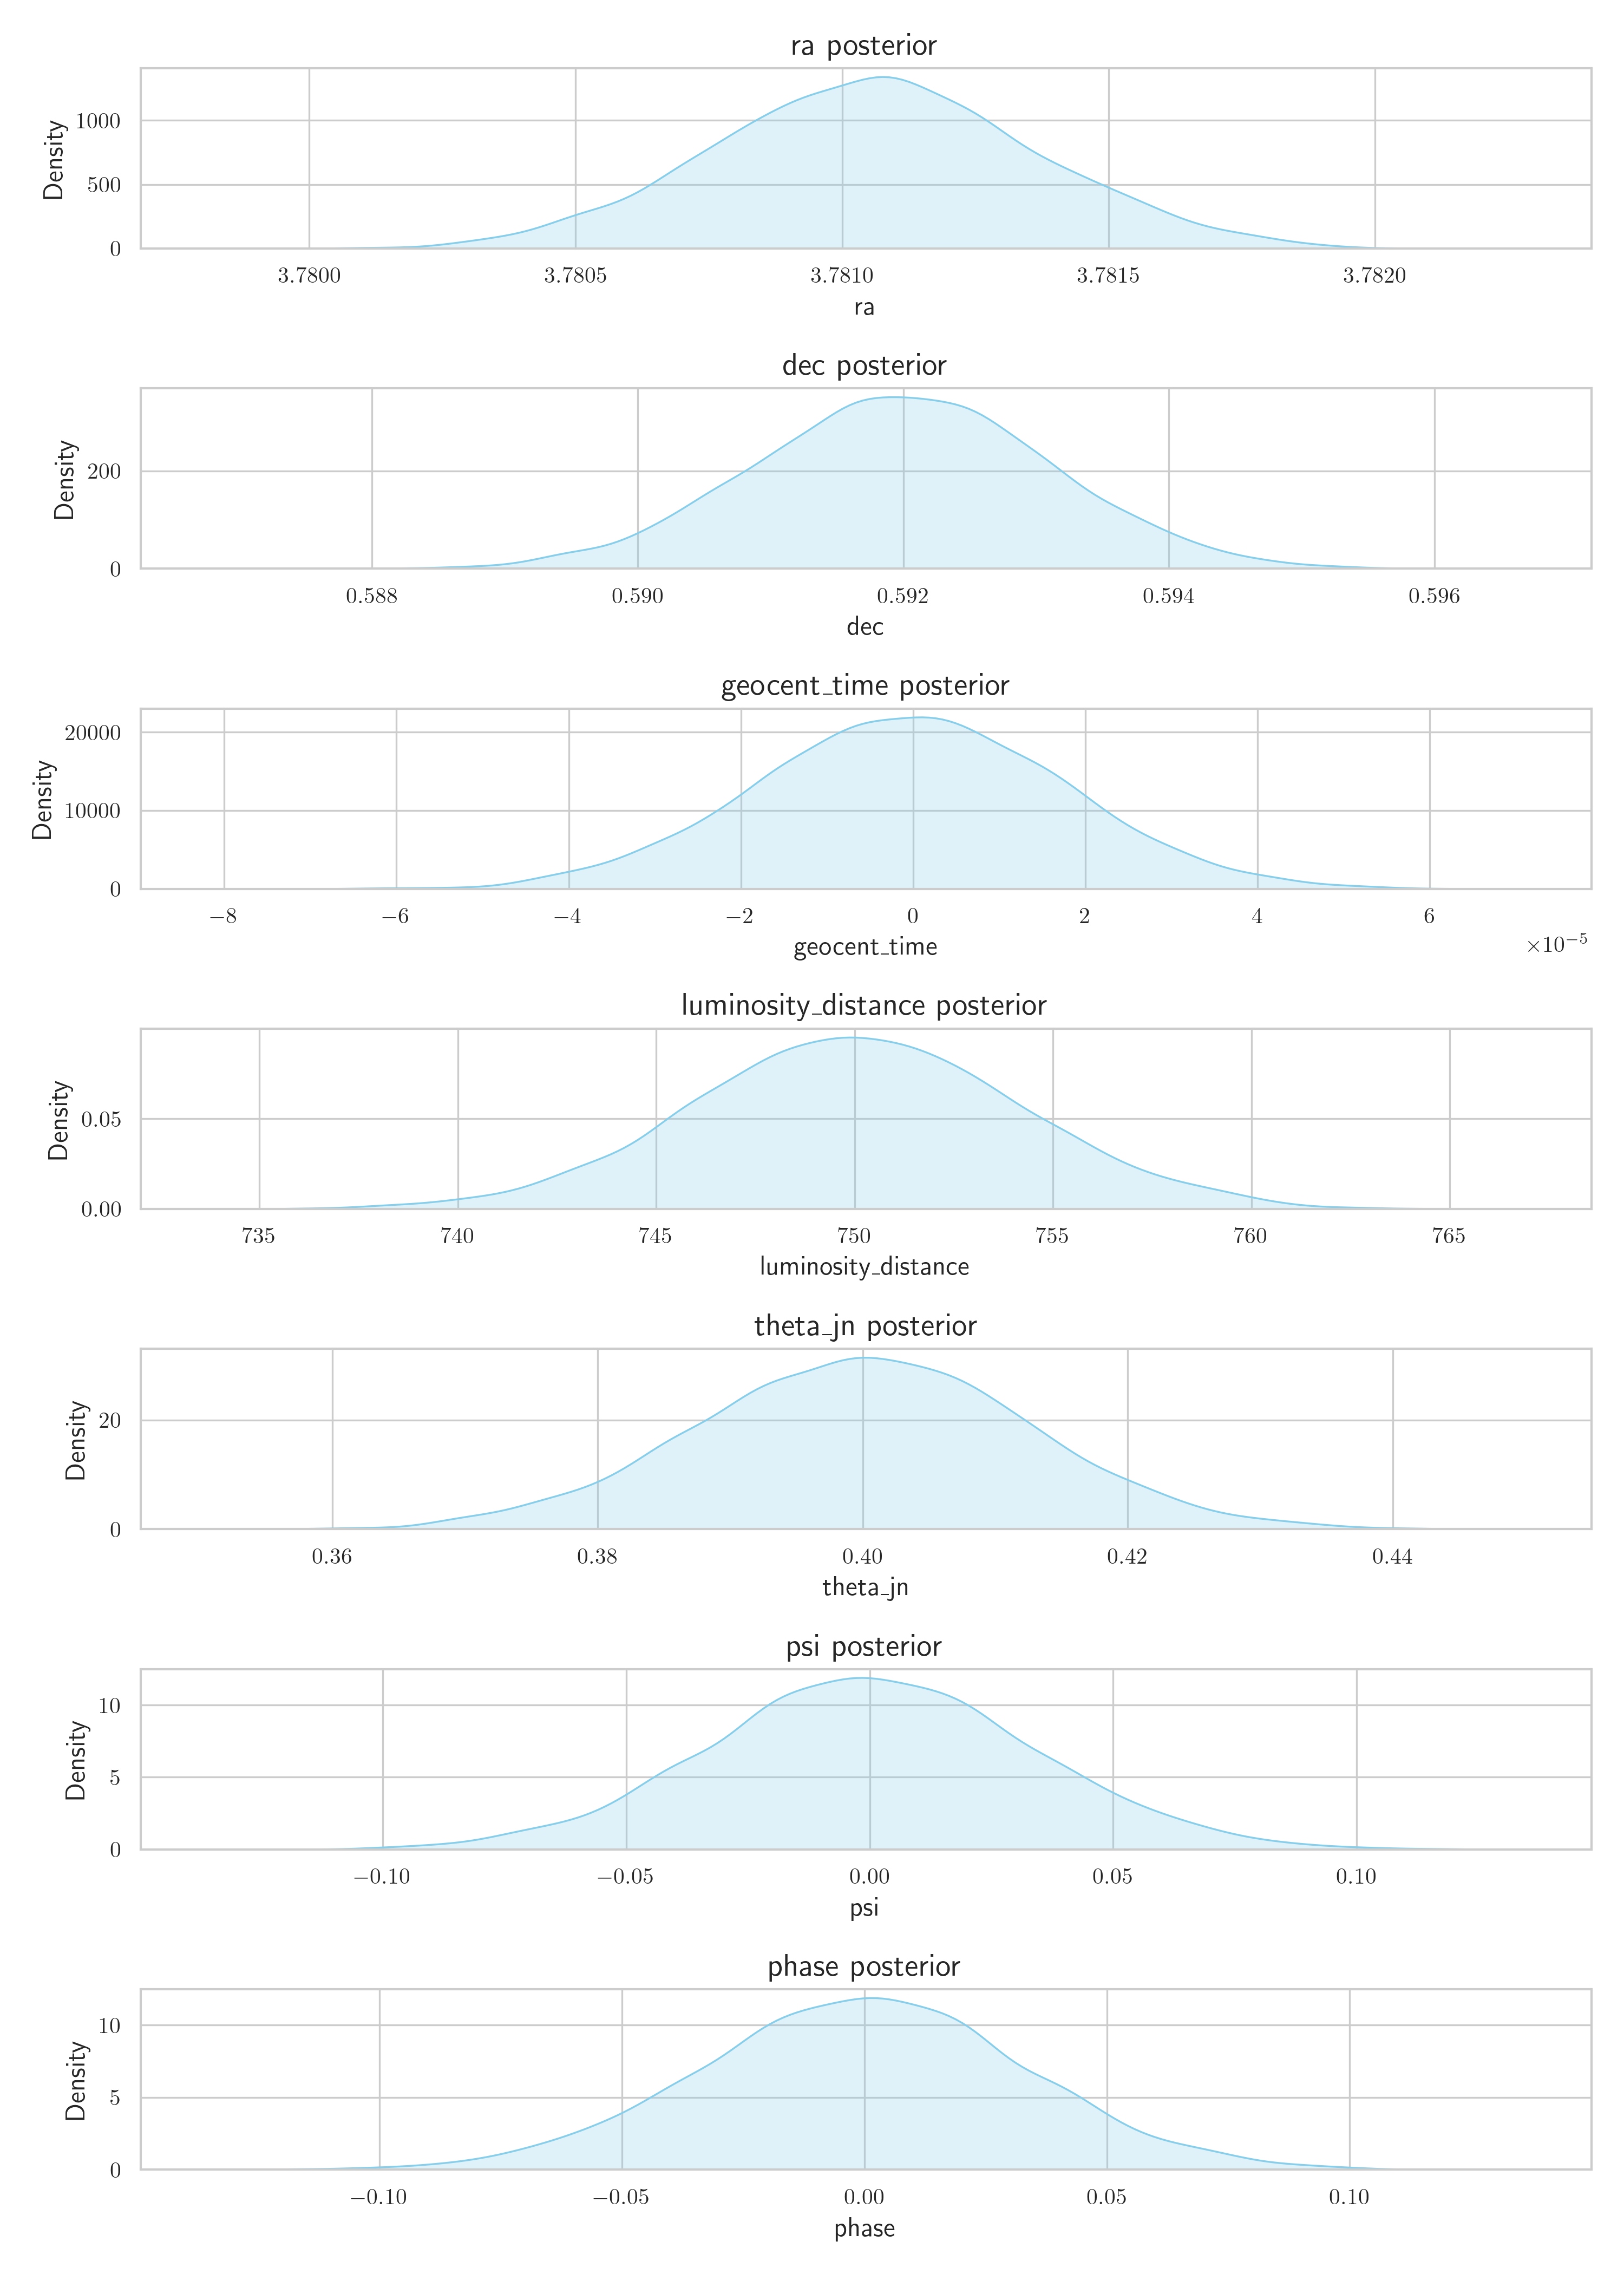 ra posterior
Density
1000
500
0
3.7800 3.7805 3.7810 3.7815 3.7820
ra
dec posterior
Density
200
0
0.588 0.590 0.592 0.594 0.596
dec
geocent_time posterior
Density
20000
10000
0
−8 −6 −4 −2 0 2 4 6
×10⁻⁵
geocent_time
luminosity_distance posterior
Density
0.05
0.00
735 740 745 750 755 760 765
luminosity_distance
theta_jn posterior
Density
20
0
0.36 0.38 0.40 0.42 0.44
theta_jn
psi posterior
Density
10
5
0
−0.10 −0.05 0.00 0.05 0.10
psi
phase posterior
Density
10
5
0
−0.10 −0.05 0.00 0.05 0.10
phase